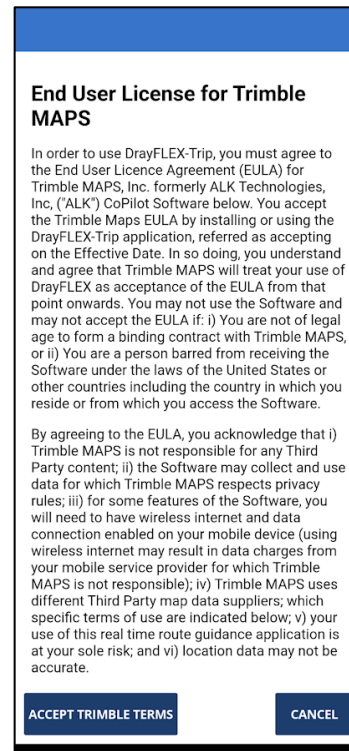 End User License for Trimble
MAPS
In order to use DrayFLEX-Trip, you must agree to
the End User Licence Agreement (EULA) for
Trimble MAPS, Inc. formerly ALK Technologies,
Inc, ("ALK") CoPilot Software below. You accept
the Trimble Maps EULA by installing or using the
DrayFLEX-Trip application, referred as accepting
on the Effective Date. In so doing, you understand
and agree that Trimble MAPS will treat your use of
DrayFLEX as acceptance of the EULA from that
point onwards. You may not use the Software and
may not accept the EULA if: i) You are not of legal
age to form a binding contract with Trimble MAPS,
or ii) You are a person barred from receiving the
Software under the laws of the United States or
other countries including the country in which you
reside or from which you access the Software.
By agreeing to the EULA, you acknowledge that i)
Trimble MAPS is not responsible for any Third
Party content; ii) the Software may collect and use
data for which Trimble MAPS respects privacy
rules; iii) for some features of the Software, you
will need to have wireless internet and data
connection enabled on your mobile device (using
wireless internet may result in data charges from
your mobile service provider for which Trimble
MAPS is not responsible); iv) Trimble MAPS uses
different Third Party map data suppliers; which
specific terms of use are indicated below; v) your
use of this real time route guidance application is
at your sole risk; and vi) location data may not be
accurate.
ACCEPT TRIMBLE TERMS
CANCEL